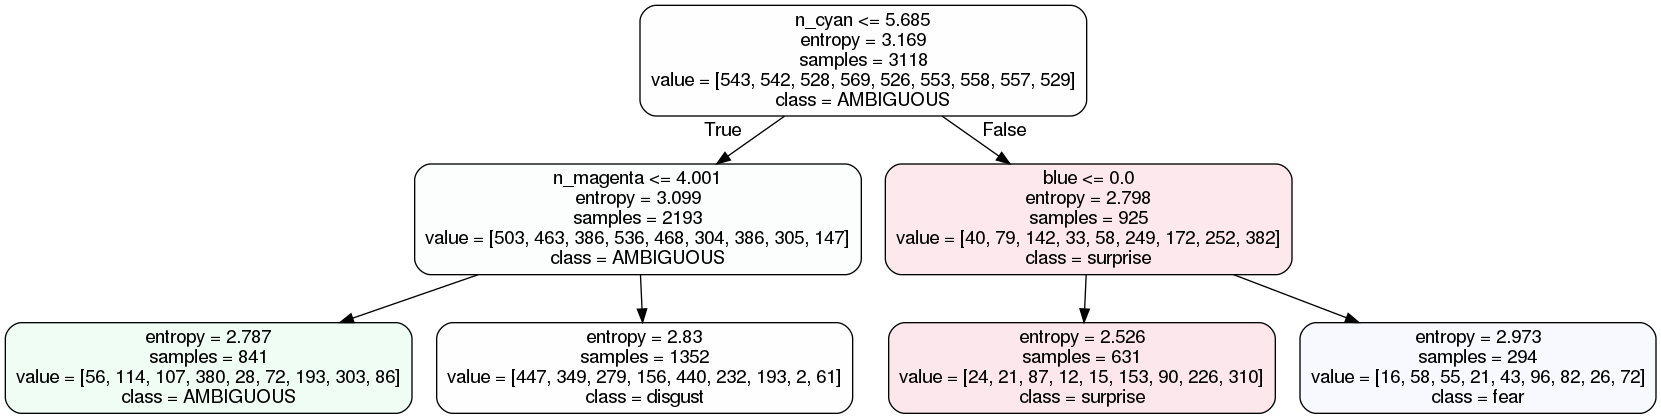 n_cyan <= 5.685
entropy = 3.169
samples = 3118
value = [543, 542, 528, 569, 526, 553, 558, 557, 529]
class = AMBIGUOUS
True
False
n_magenta <= 4.001
entropy = 3.099
samples = 2193
value = [503, 463, 386, 536, 468, 304, 386, 305, 147]
class = AMBIGUOUS
blue <= 0.0
entropy = 2.798
samples = 925
value = [40, 79, 142, 33, 58, 249, 172, 252, 382]
class = surprise
entropy = 2.787
samples = 841
value = [56, 114, 107, 380, 28, 72, 193, 303, 86]
class = AMBIGUOUS
entropy = 2.83
samples = 1352
value = [447, 349, 279, 156, 440, 232, 193, 2, 61]
class = disgust
entropy = 2.526
samples = 631
value = [24, 21, 87, 12, 15, 153, 90, 226, 310]
class = surprise
entropy = 2.973
samples = 294
value = [16, 58, 55, 21, 43, 96, 82, 26, 72]
class = fear